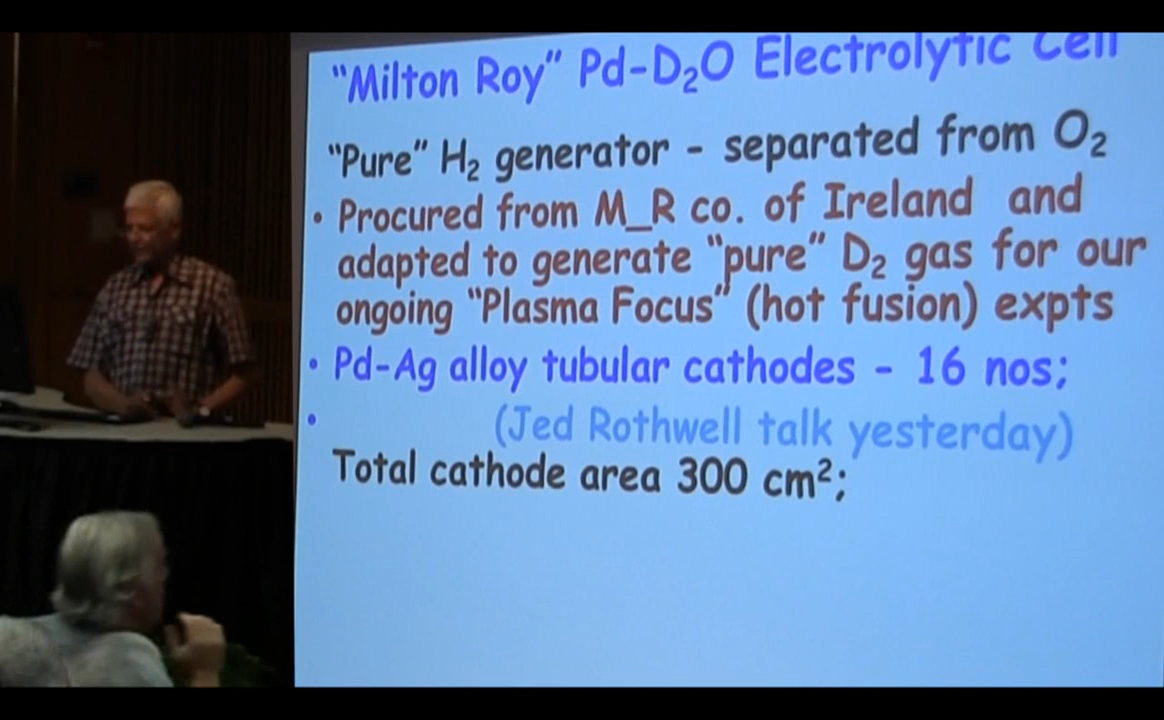 "Milton Roy" Pd-D₂O Electrolytic Cell
"Pure" H₂ generator - separated from O₂
• Procured from M_R co. of Ireland and
adapted to generate "pure" D₂ gas for our
ongoing "Plasma Focus" (hot fusion) expts
• Pd-Ag alloy tubular cathodes - 16 nos;
• (Jed Rothwell talk yesterday)
Total cathode area 300 cm²;